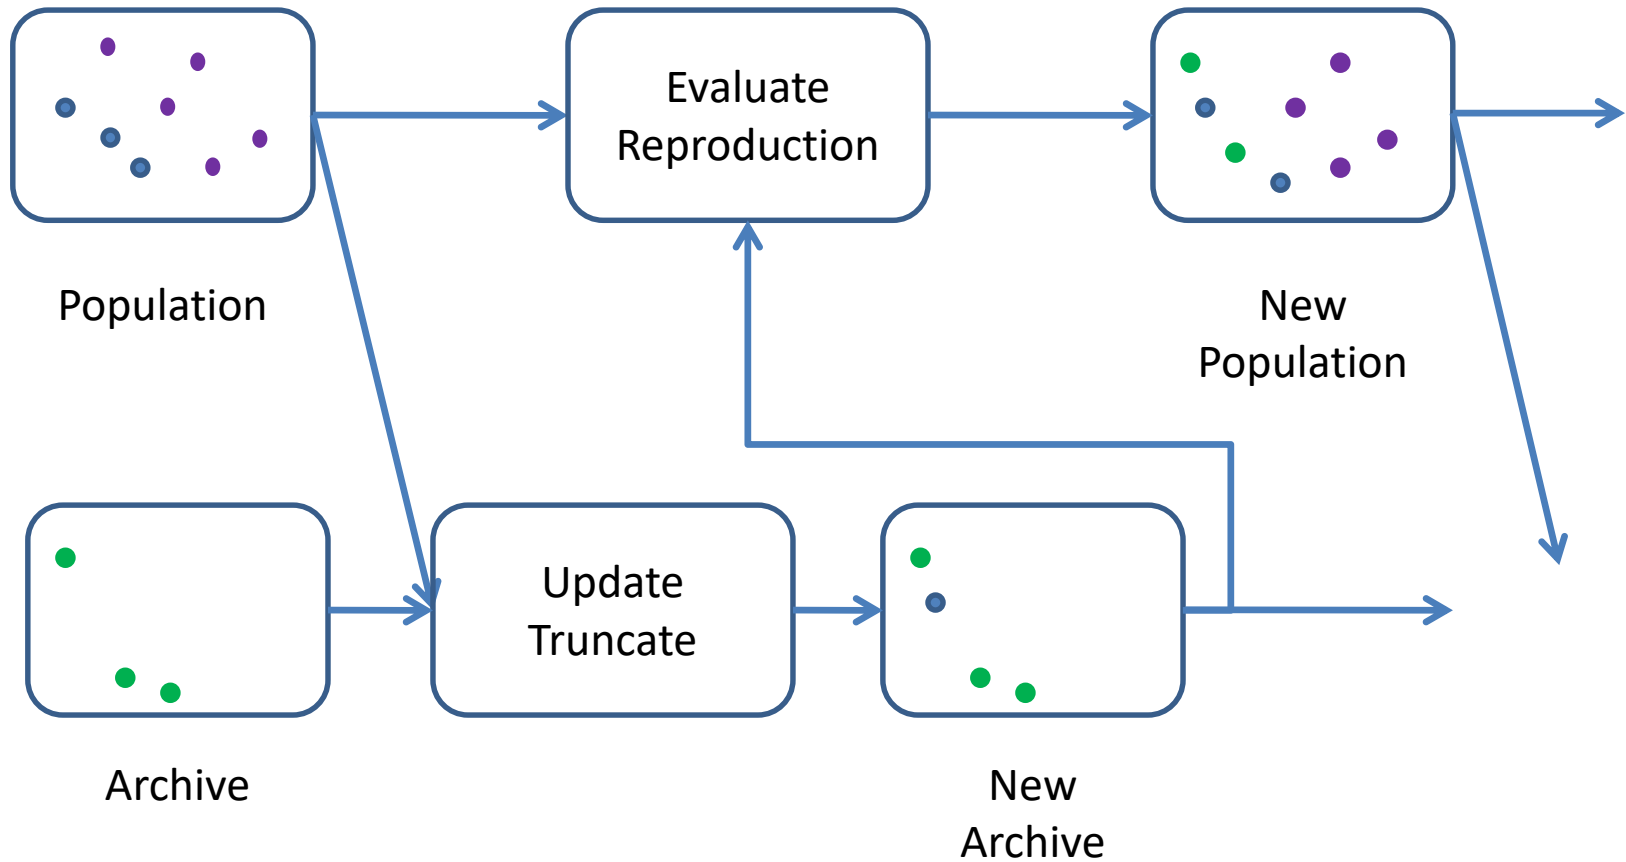 Evaluate
Reproduction
Population
New
Population
Update
Truncate
Archive
New
Archive